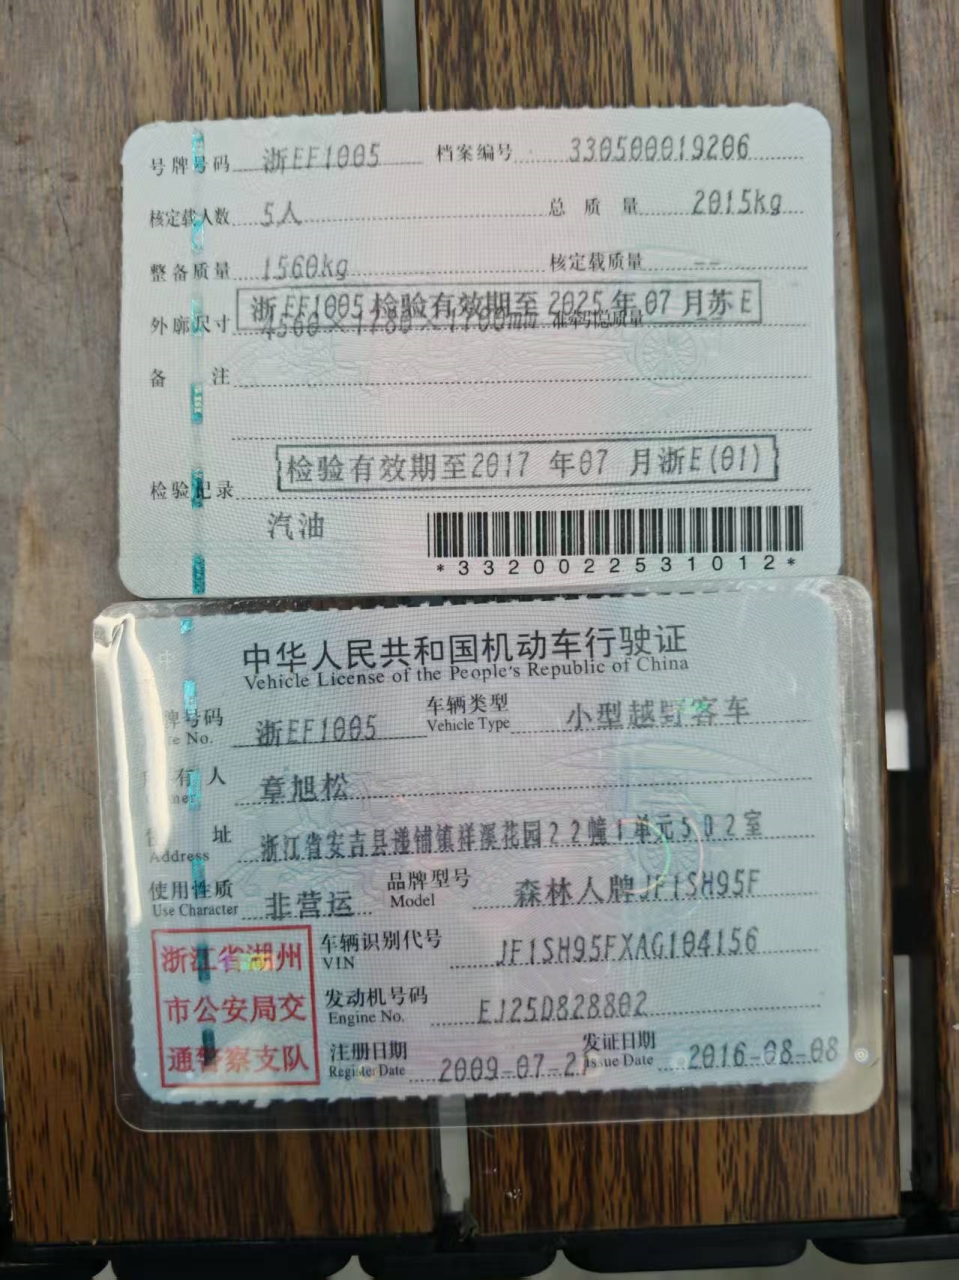 号牌号码 浙EF1005 档案编号 330500019206
核定载人数 5人 总质量 2015kg
整备质量 1560kg 核定载质量 --
浙EF1005 检验有效期至 2025 年 07 月苏E
外廓尺寸 4560×1780×1700mm 准牵引总质量
备注
检验有效期至2017 年07 月浙E(01)
检验记录
汽油
*3320022531012*
中华人民共和国机动车行驶证
Vehicle License of the People's Republic of China
牌号码 浙EF1005 车辆类型 小型越野客车
e No. Vehicle Type
有人 章旭松
址 浙江省安吉县递铺镇祥溪花园22幢1单元502室
Address
使用性质 非营运 品牌型号 森林人牌JF1SH95F
Use Character Model
浙江省湖州
市公安局交
通警察支队
车辆识别代号 JF1SH95FXAG104156
VIN
发动机号码 EJ25D828802
Engine No.
注册日期 2009-07-21 发证日期 2016-08-08
Register Date Issue Date